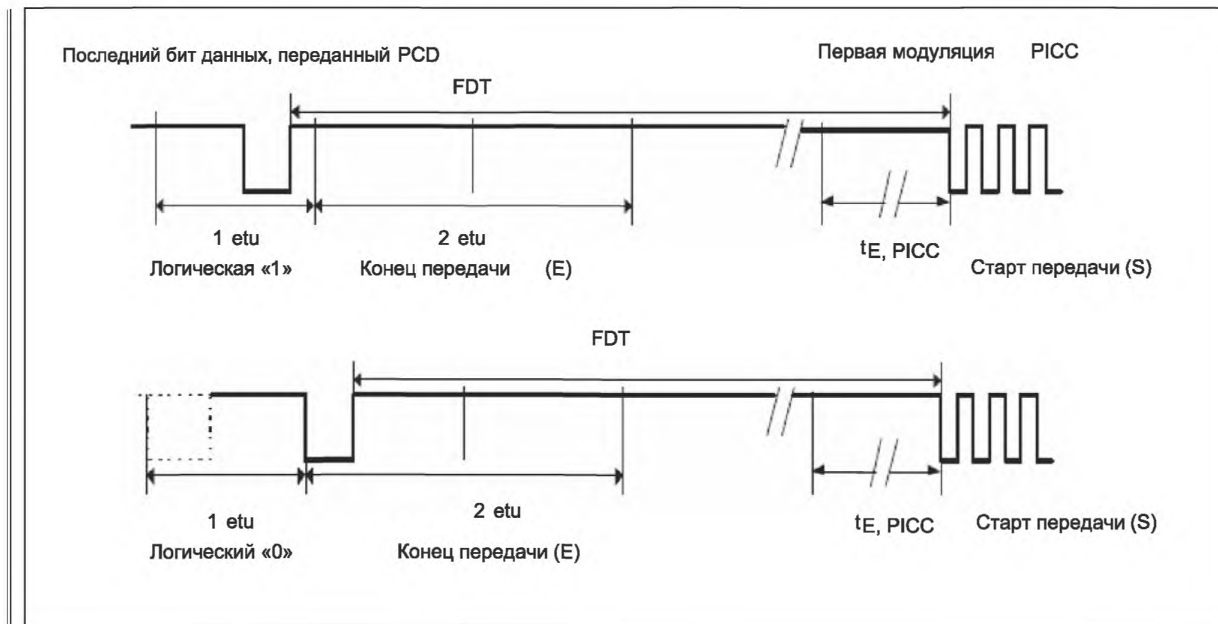 Последний бит данных, переданный PCD
Первая модуляция PICC
FDT
1 etu
Логическая «1»
2 etu
Конец передачи (E)
tE, PICC
Старт передачи (S)
FDT
1 etu
Логический «0»
2 etu
Конец передачи (E)
tE, PICC
Старт передачи (S)